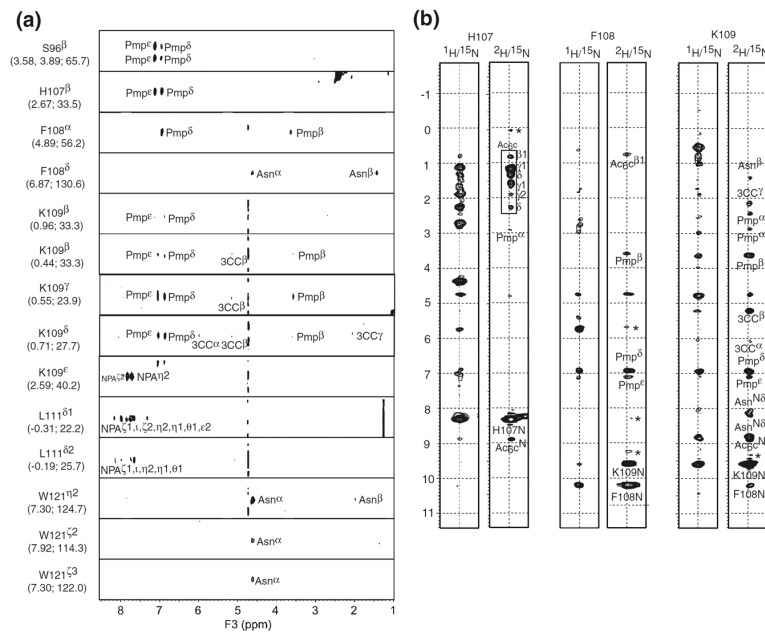 (a)
S96β
(3.58, 3.89; 65.7)
Pmpε Pmpδ
Pmpε Pmpδ
H107β
(2.67; 33.5)
Pmpε Pmpδ
F108α
(4.89; 56.2)
Pmpδ Pmpβ
F108δ
(6.87; 130.6)
Asnα Asnβ
K109β
(0.96; 33.3)
Pmpε Pmpδ
K109β
(0.44; 33.3)
Pmpε Pmpδ 3CCβ Pmpβ
K109γ
(0.55; 23.9)
Pmpε Pmpδ 3CCβ Pmpβ
K109δ
(0.71; 27.7)
Pmpε Pmpδ 3CCα 3CCβ Pmpβ 3CCγ
K109ε
(2.59; 40.2)
NPAζ2 NPAη2
L111δ1
(-0.31; 22.2)
NPAζ1,ι,ζ2,η2,η1,θ1,ε2
L111δ2
(-0.19; 25.7)
NPAζ1,ι,η2,η1,θ1
W121η2
(7.30; 124.7)
Asnα Asnβ
W121ζ2
(7.92; 114.3)
Asnα
W121ζ3
(7.30; 122.0)
Asnα
8 7 6 5 4 3 2 1
F3 (ppm)
(b)
H107 F108 K109
1H/15N 2H/15N 1H/15N 2H/15N 1H/15N 2H/15N
-1
0
1
2
3
4
5
6
7
8
9
10
11
*
Ac6c
β1
γ1
δ
γ1
γ2
δ
Pmpα
H107N
Ac6cN
Ac6cβ1
Pmpβ
*
Pmpδ
Pmpε
*
*
K109N
F108N
Asnβ
3CCγ
Pmpα
Pmpα
Pmpβ
3CCβ
3CCα
Pmpδ
Pmpε
AsnNδ
AsnNδ
Ac6cN
*
K109N
F108N